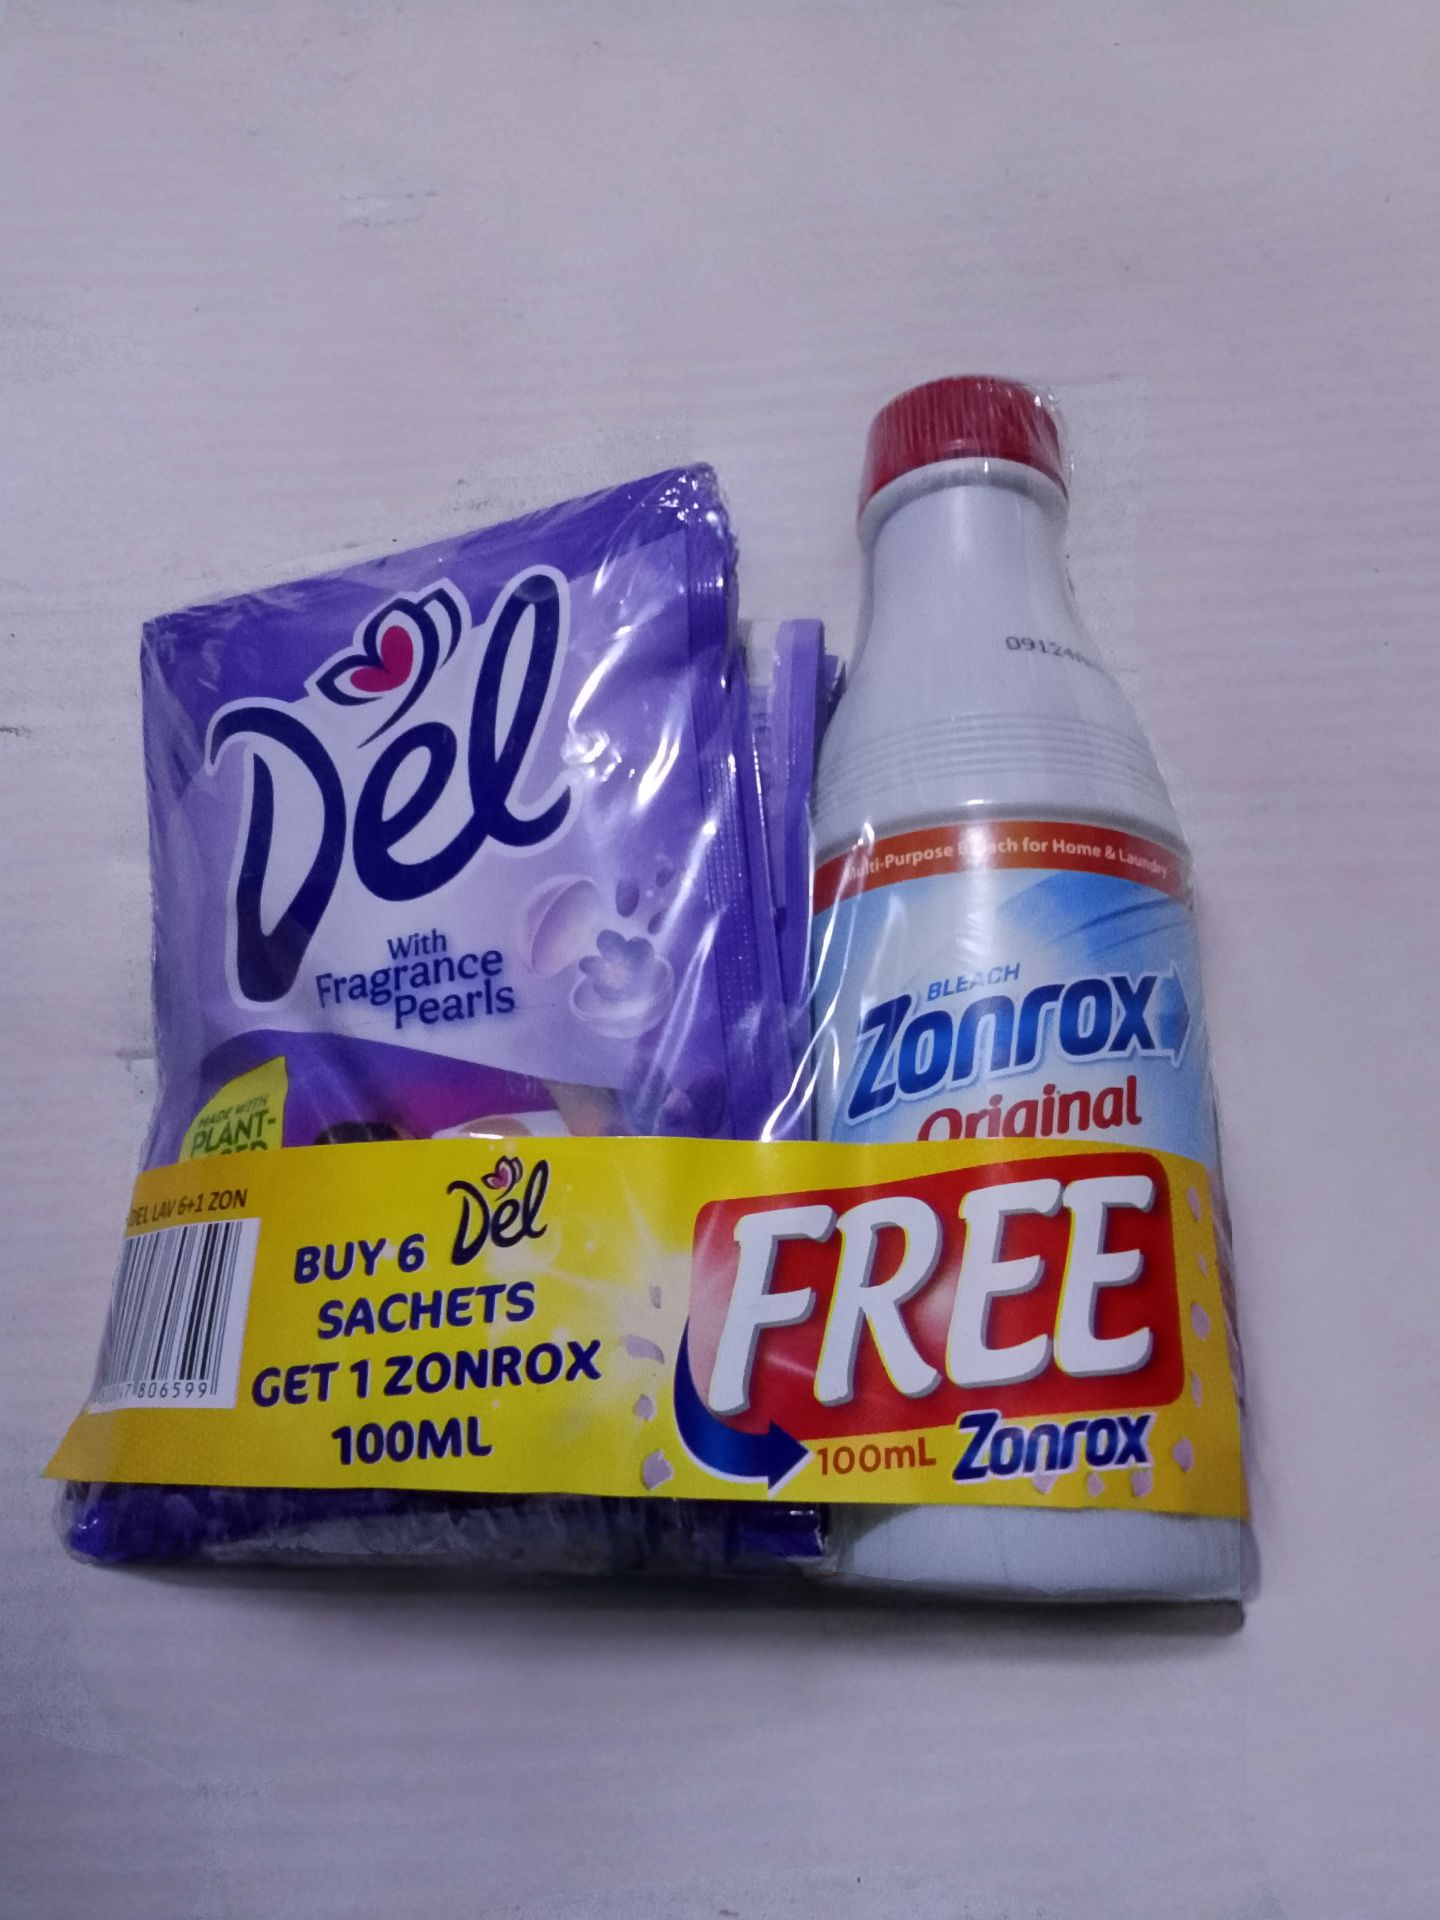 Del
With
Fragrance
Pearls
MADE WITH
PLANT-
09124
Multi-Purpose Bleach for Home & Laundry
BLEACH
Zonrox
Original
DEL LAV 6+1 ZON
806599
BUY 6 Del
SACHETS
GET 1 ZONROX
100ML
FREE
100mL Zonrox